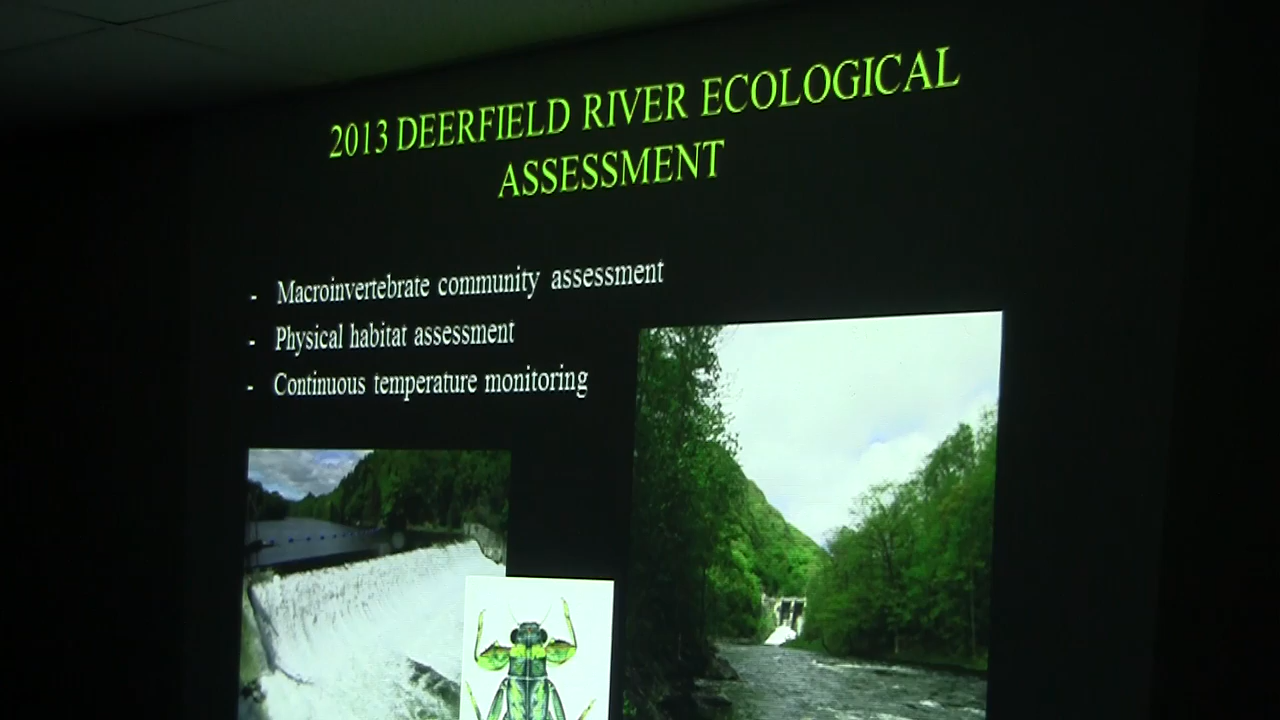 2013 DEERFIELD RIVER ECOLOGICAL
ASSESSMENT
- Macroinvertebrate community assessment
- Physical habitat assessment
- Continuous temperature monitoring